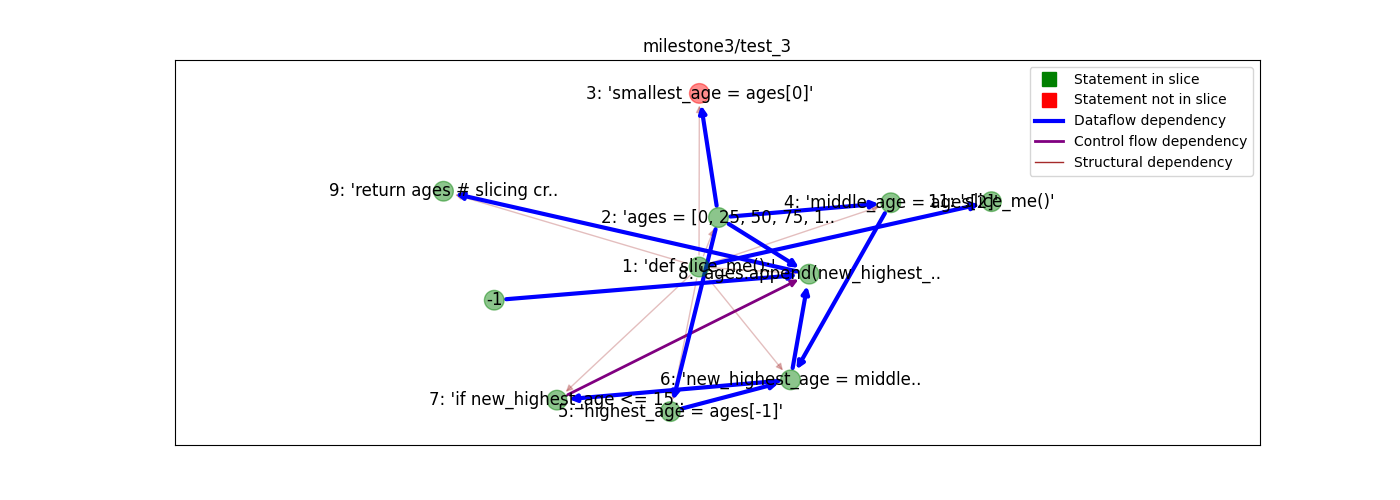 milestone3/test_3
Statement in slice
Statement not in slice
Dataflow dependency
Control flow dependency
Structural dependency
3: 'smallest_age = ages[0]'
9: 'return ages # slicing cr..
4: 'middle_age = ages[2]'
11: 'slice_me()'
2: 'ages = [0, 25, 50, 75, 1..
1: 'def slice_me():'
8: 'ages.append(new_highest_..
-1
6: 'new_highest_age = middle..
7: 'if new_highest_age <= 15..
5: 'highest_age = ages[-1]'